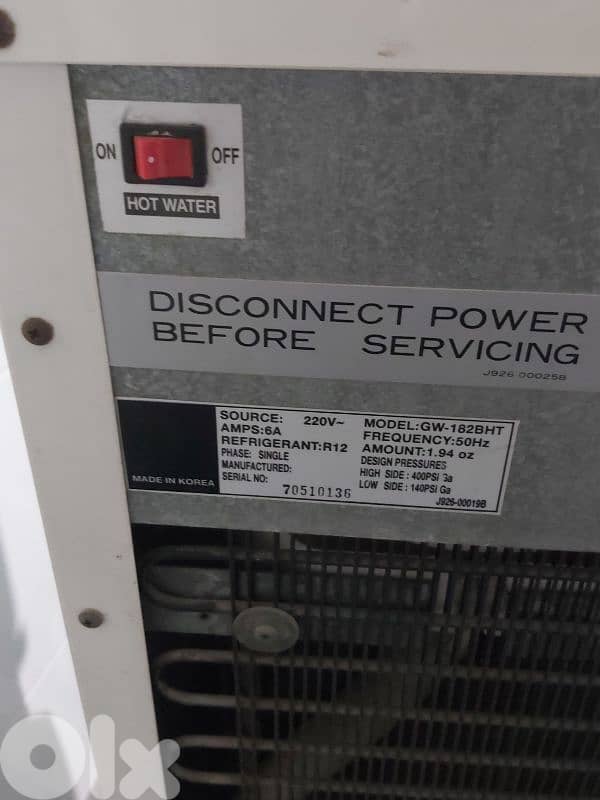 ON OFF
HOT WATER
DISCONNECT POWER
BEFORE SERVICING
J926-00025B
SOURCE: 220V~ MODEL:GW-182BHT
AMPS:6A FREQUENCY:50Hz
REFRIGERANT:R12 AMOUNT:1.94 oz
PHASE: SINGLE DESIGN PRESSURES
MANUFACTURED: HIGH SIDE : 400PSI Ga
SERIAL NO: 70510136 LOW SIDE : 140PSI Ga
MADE IN KOREA J926-00019B
OLX